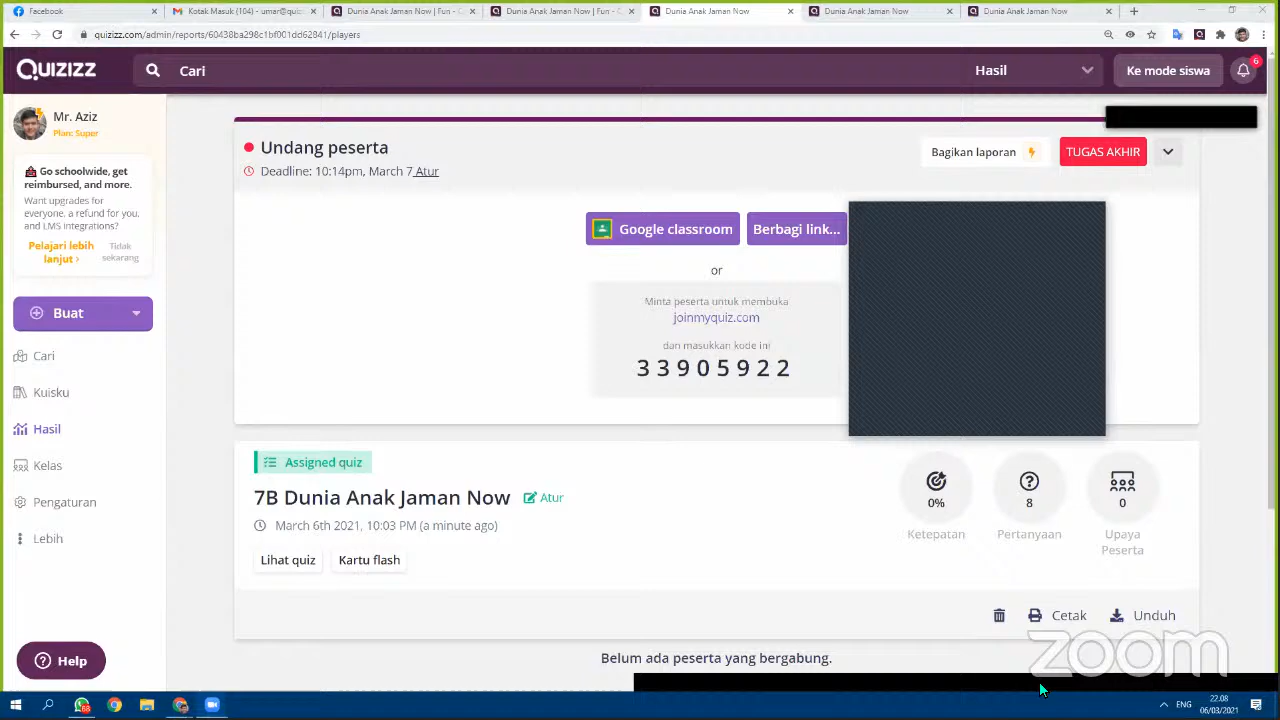 Facebook
Kotak Masuk (104) - umar@quiz
Dunia Anak Jaman Now | Fun - Q
Dunia Anak Jaman Now | Fun - Q
Dunia Anak Jaman Now
Dunia Anak Jaman Now
Dunia Anak Jaman Now
quizizz.com/admin/reports/60438ba298c1bf001dd62841/players
Quizizz
Cari
Hasil
Ke mode siswa
6
Mr. Aziz
Plan: Super
Go schoolwide, get
reimbursed, and more.
Want upgrades for
everyone, a refund for you,
and LMS integrations?
Pelajari lebih
lanjut ›
Tidak
sekarang
Buat
Cari
Kuisku
Hasil
Kelas
Pengaturan
Lebih
Help
Undang peserta
Deadline: 10:14pm, March 7 Atur
Bagikan laporan
TUGAS AKHIR
Google classroom
Berbagi link...
or
Minta peserta untuk membuka
joinmyquiz.com
dan masukkan kode ini
33905922
Assigned quiz
7B Dunia Anak Jaman Now
Atur
March 6th 2021, 10:03 PM (a minute ago)
Lihat quiz
Kartu flash
0%
Ketepatan
8
Pertanyaan
0
Upaya
Peserta
Cetak
Unduh
Belum ada peserta yang bergabung.
zoom
ENG
22.08
06/03/2021